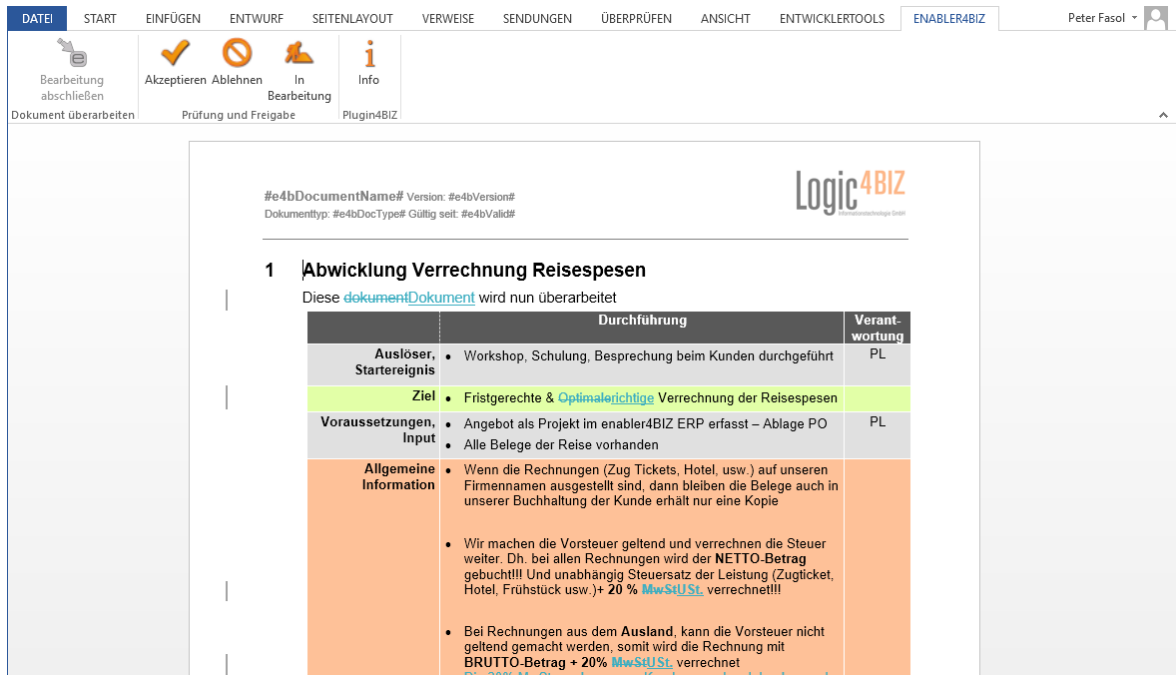 DATEI START EINFÜGEN ENTWURF SEITENLAYOUT VERWEISE SENDUNGEN ÜBERPRÜFEN ANSICHT ENTWICKLERTOOLS ENABLER4BIZ Peter Fasol
Bearbeitung
abschließen
Akzeptieren Ablehnen In
Bearbeitung
Info
Dokument überarbeiten Prüfung und Freigabe Plugin4BIZ
#e4bDocumentName# Version: #e4bVersion#
Dokumenttyp: #e4bDocType# Gültig seit: #e4bValid#
Logic4BIZ
Informationstechnologie GmbH
1 Abwicklung Verrechnung Reisespesen
Diese dokumentDokument wird nun überarbeitet
Durchführung
Verant-
wortung
Auslöser,
Startereignis
• Workshop, Schulung, Besprechung beim Kunden durchgeführt
PL
Ziel
• Fristgerechte & Optimalerichtige Verrechnung der Reisespesen
Voraussetzungen,
Input
• Angebot als Projekt im enabler4BIZ ERP erfasst – Ablage PO
• Alle Belege der Reise vorhanden
PL
Allgemeine
Information
• Wenn die Rechnungen (Zug Tickets, Hotel, usw.) auf unseren
Firmennamen ausgestellt sind, dann bleiben die Belege auch in
unserer Buchhaltung der Kunde erhält nur eine Kopie
• Wir machen die Vorsteuer geltend und verrechnen die Steuer
weiter. Dh. bei allen Rechnungen wird der NETTO-Betrag
gebucht!!! Und unabhängig Steuersatz der Leistung (Zugticket,
Hotel, Frühstück usw.)+ 20 % MwStUSt. verrechnet!!!
• Bei Rechnungen aus dem Ausland, kann die Vorsteuer nicht
geltend gemacht werden, somit wird die Rechnung mit
BRUTTO-Betrag + 20% MwStUSt. verrechnet